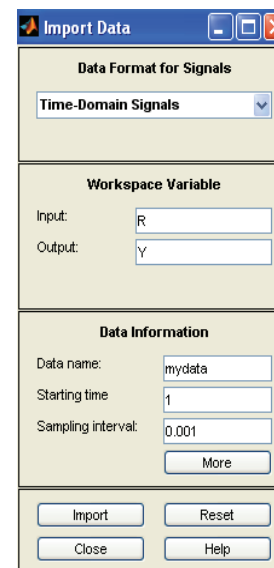 Import Data
Data Format for Signals
Time-Domain Signals
Workspace Variable
Input: R
Output: Y
Data Information
Data name: mydata
Starting time 1
Sampling interval: 0.001
More
Import Reset
Close Help